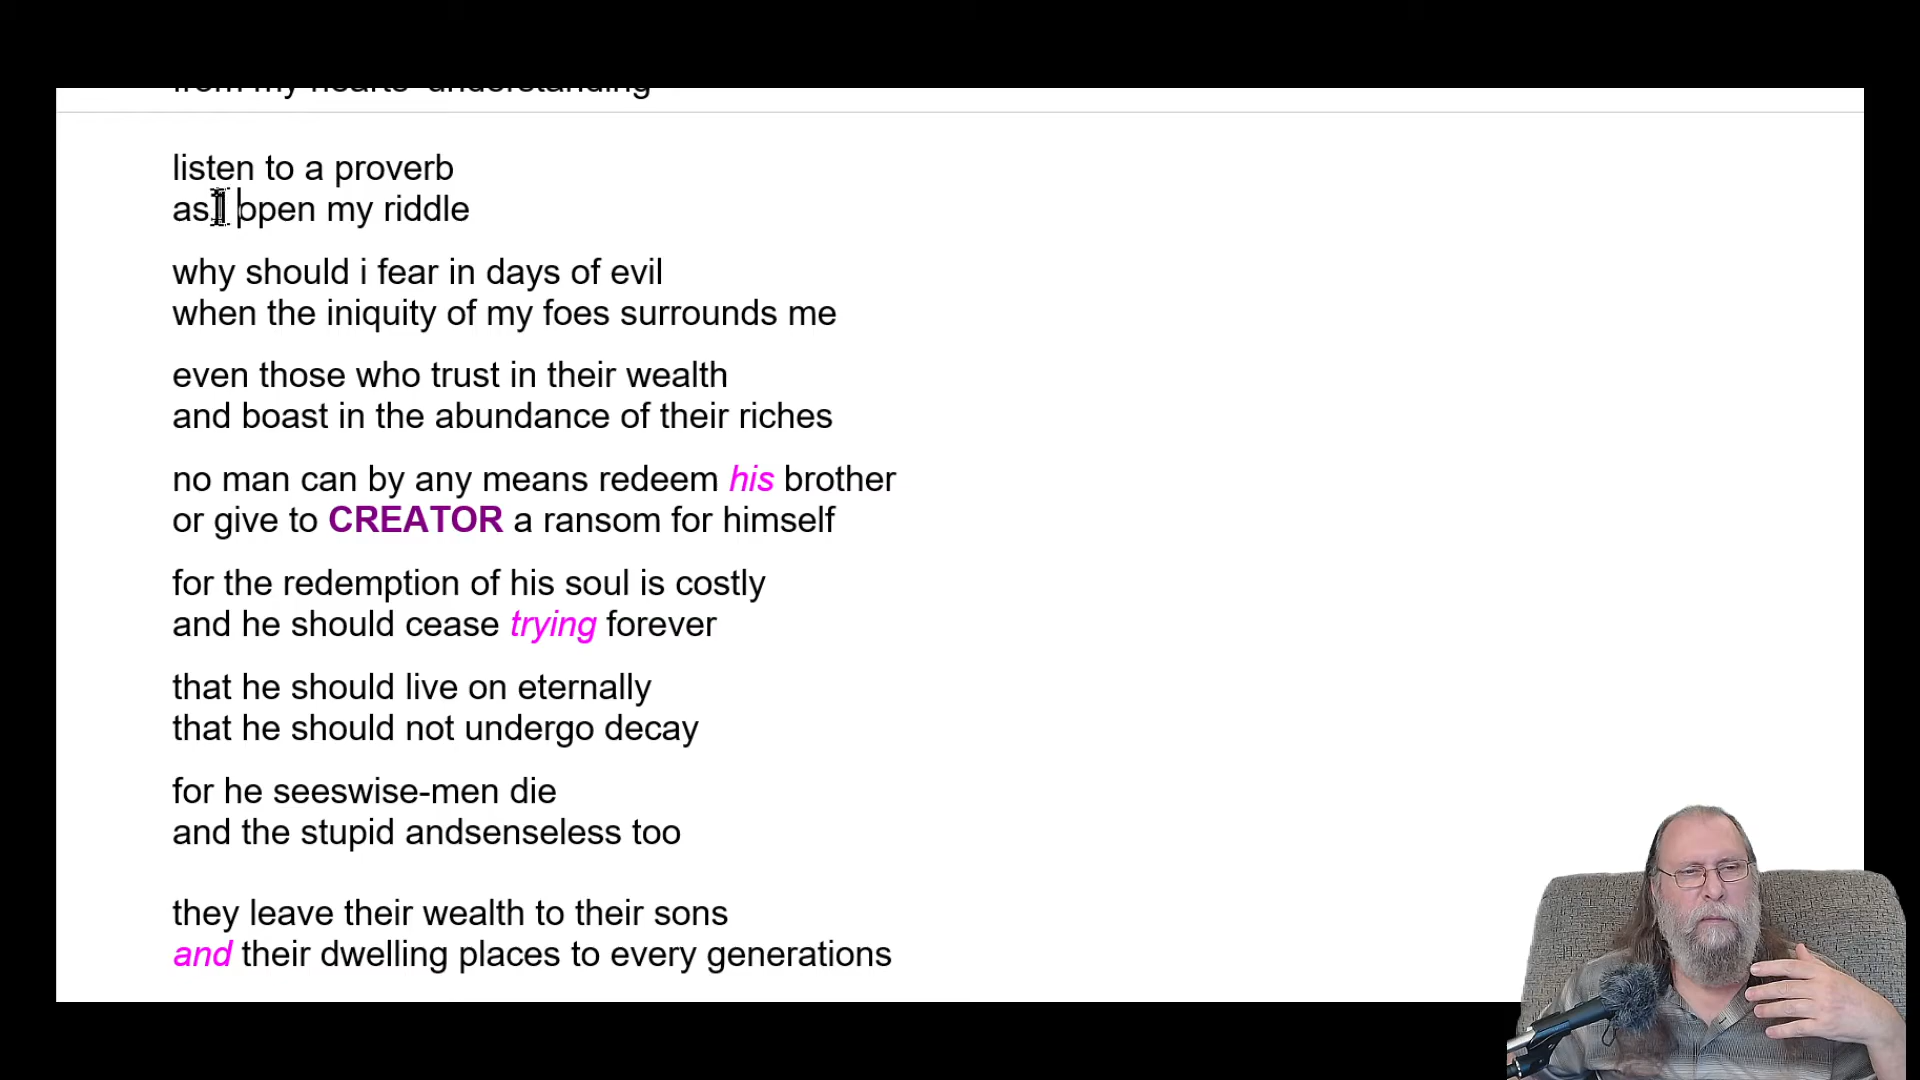 from my hearts' understanding
listen to a proverb
as i open my riddle
why should i fear in days of evil
when the iniquity of my foes surrounds me
even those who trust in their wealth
and boast in the abundance of their riches
no man can by any means redeem his brother
or give to CREATOR a ransom for himself
for the redemption of his soul is costly
and he should cease trying forever
that he should live on eternally
that he should not undergo decay
for he seeswise-men die
and the stupid andsenseless too
they leave their wealth to their sons
and their dwelling places to every generations